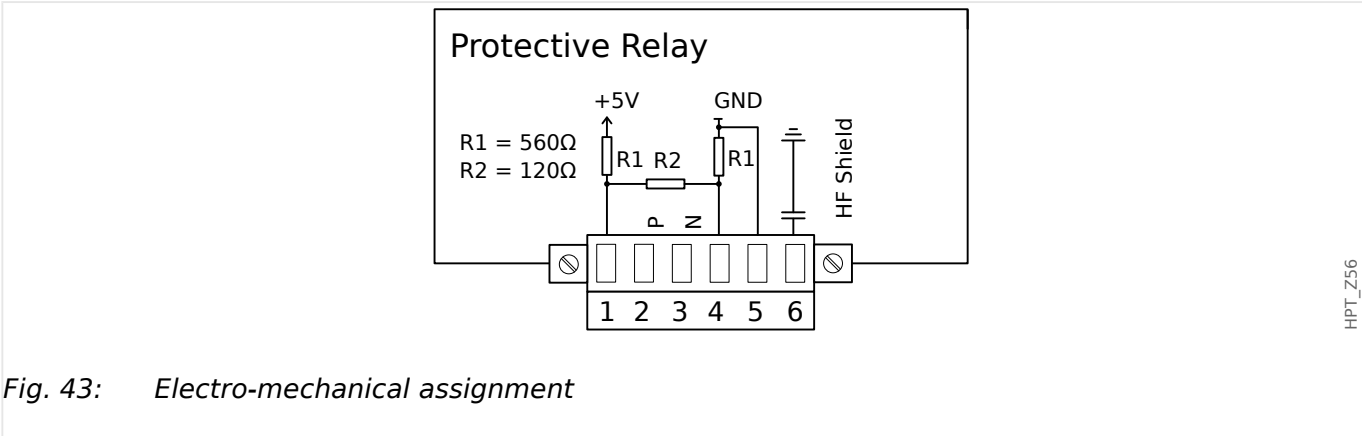 Protective Relay
+5V
GND
R1 = 560Ω
R2 = 120Ω
R1
R2
R1
HF Shield
P
N
1 2 3 4 5 6
HPT_Z56
Fig. 43: Electro-mechanical assignment